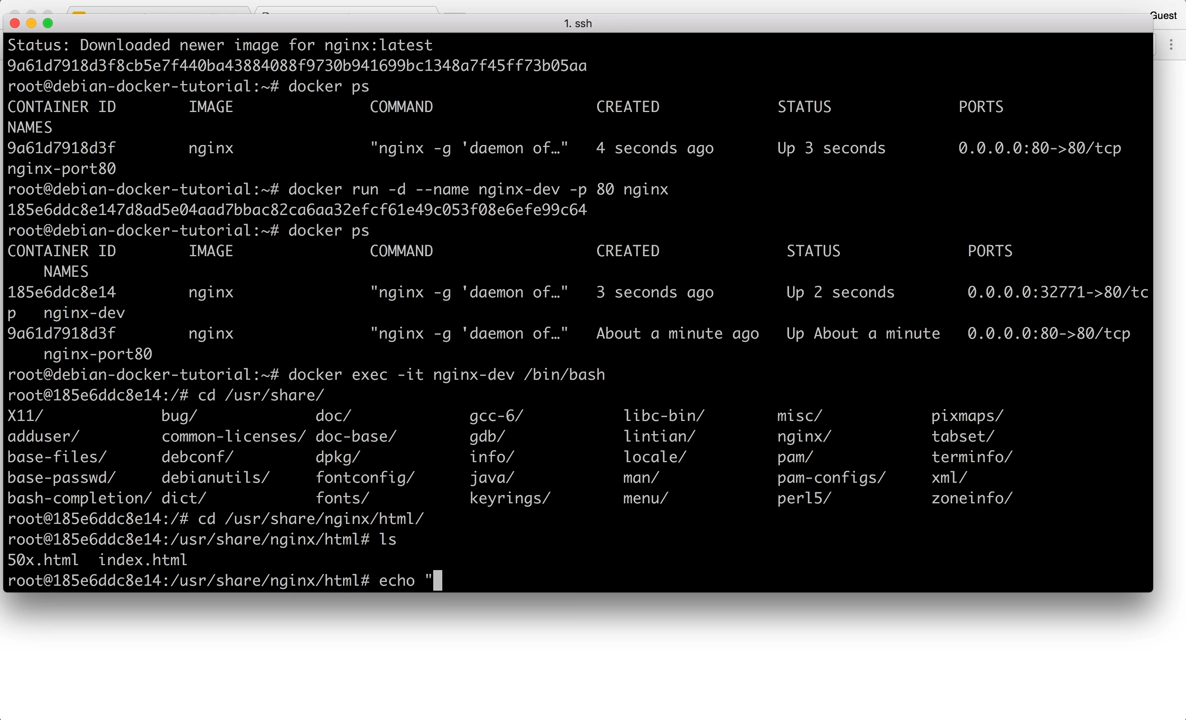 Guest
1. ssh
Status: Downloaded newer image for nginx:latest
9a61d7918d3f8cb5e7f440ba43884088f9730b941699bc1348a7f45ff73b05aa
root@debian-docker-tutorial:~# docker ps
CONTAINER ID IMAGE COMMAND CREATED STATUS PORTS
NAMES
9a61d7918d3f nginx "nginx -g 'daemon of…" 4 seconds ago Up 3 seconds 0.0.0.0:80->80/tcp
nginx-port80
root@debian-docker-tutorial:~# docker run -d --name nginx-dev -p 80 nginx
185e6ddc8e147d8ad5e04aad7bbac82ca6aa32efcf61e49c053f08e6efe99c64
root@debian-docker-tutorial:~# docker ps
CONTAINER ID IMAGE COMMAND CREATED STATUS PORTS
NAMES
185e6ddc8e14 nginx "nginx -g 'daemon of…" 3 seconds ago Up 2 seconds 0.0.0.0:32771->80/tc
p nginx-dev
9a61d7918d3f nginx "nginx -g 'daemon of…" About a minute ago Up About a minute 0.0.0.0:80->80/tcp
nginx-port80
root@debian-docker-tutorial:~# docker exec -it nginx-dev /bin/bash
root@185e6ddc8e14:/# cd /usr/share/
X11/ bug/ doc/ gcc-6/ libc-bin/ misc/ pixmaps/
adduser/ common-licenses/ doc-base/ gdb/ lintian/ nginx/ tabset/
base-files/ debconf/ dpkg/ info/ locale/ pam/ terminfo/
base-passwd/ debianutils/ fontconfig/ java/ man/ pam-configs/ xml/
bash-completion/ dict/ fonts/ keyrings/ menu/ perl5/ zoneinfo/
root@185e6ddc8e14:/# cd /usr/share/nginx/html/
root@185e6ddc8e14:/usr/share/nginx/html# ls
50x.html index.html
root@185e6ddc8e14:/usr/share/nginx/html# echo "